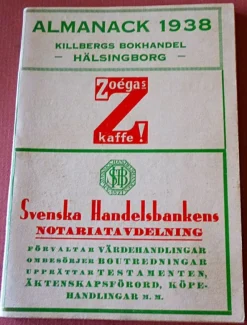 ALMANACK 1938
KILLBERGS BOKHANDEL
- HÄLSINGBORG -
Zoégas
Z
kaffe!
SHB
Svenska Handelsbankens
NOTARIATAVDELNING
FÖRVALTAR VÄRDEHANDLINGAR
OMBESÖRJER BOUTREDNINGAR
UPPRÄTTAR TESTAMENTEN,
ÄKTENSKAPSFÖRORD, KÖPE-
HANDLINGAR M. M.